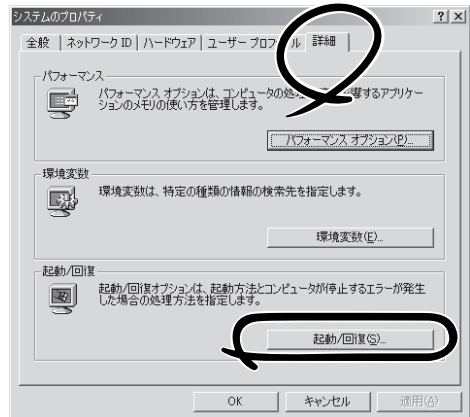 システムのプロパティ
全般 ネットワーク ID ハードウェア ユーザー プロファイル 詳細
パフォーマンス
パフォーマンス オプションは、コンピュータの処理
するアプリケー
ションのメモリの使い方を管理します。
パフォーマンス オプション(P)...
環境変数
環境変数は、特定の種類の情報の検索先を指定します。
環境変数(E)...
起動/回復
起動/回復オプションは、起動方法とコンピュータが停止するエラーが発生
した場合の処理方法を指定します。
起動/回復(S)...
OK キャンセル 適用(A)